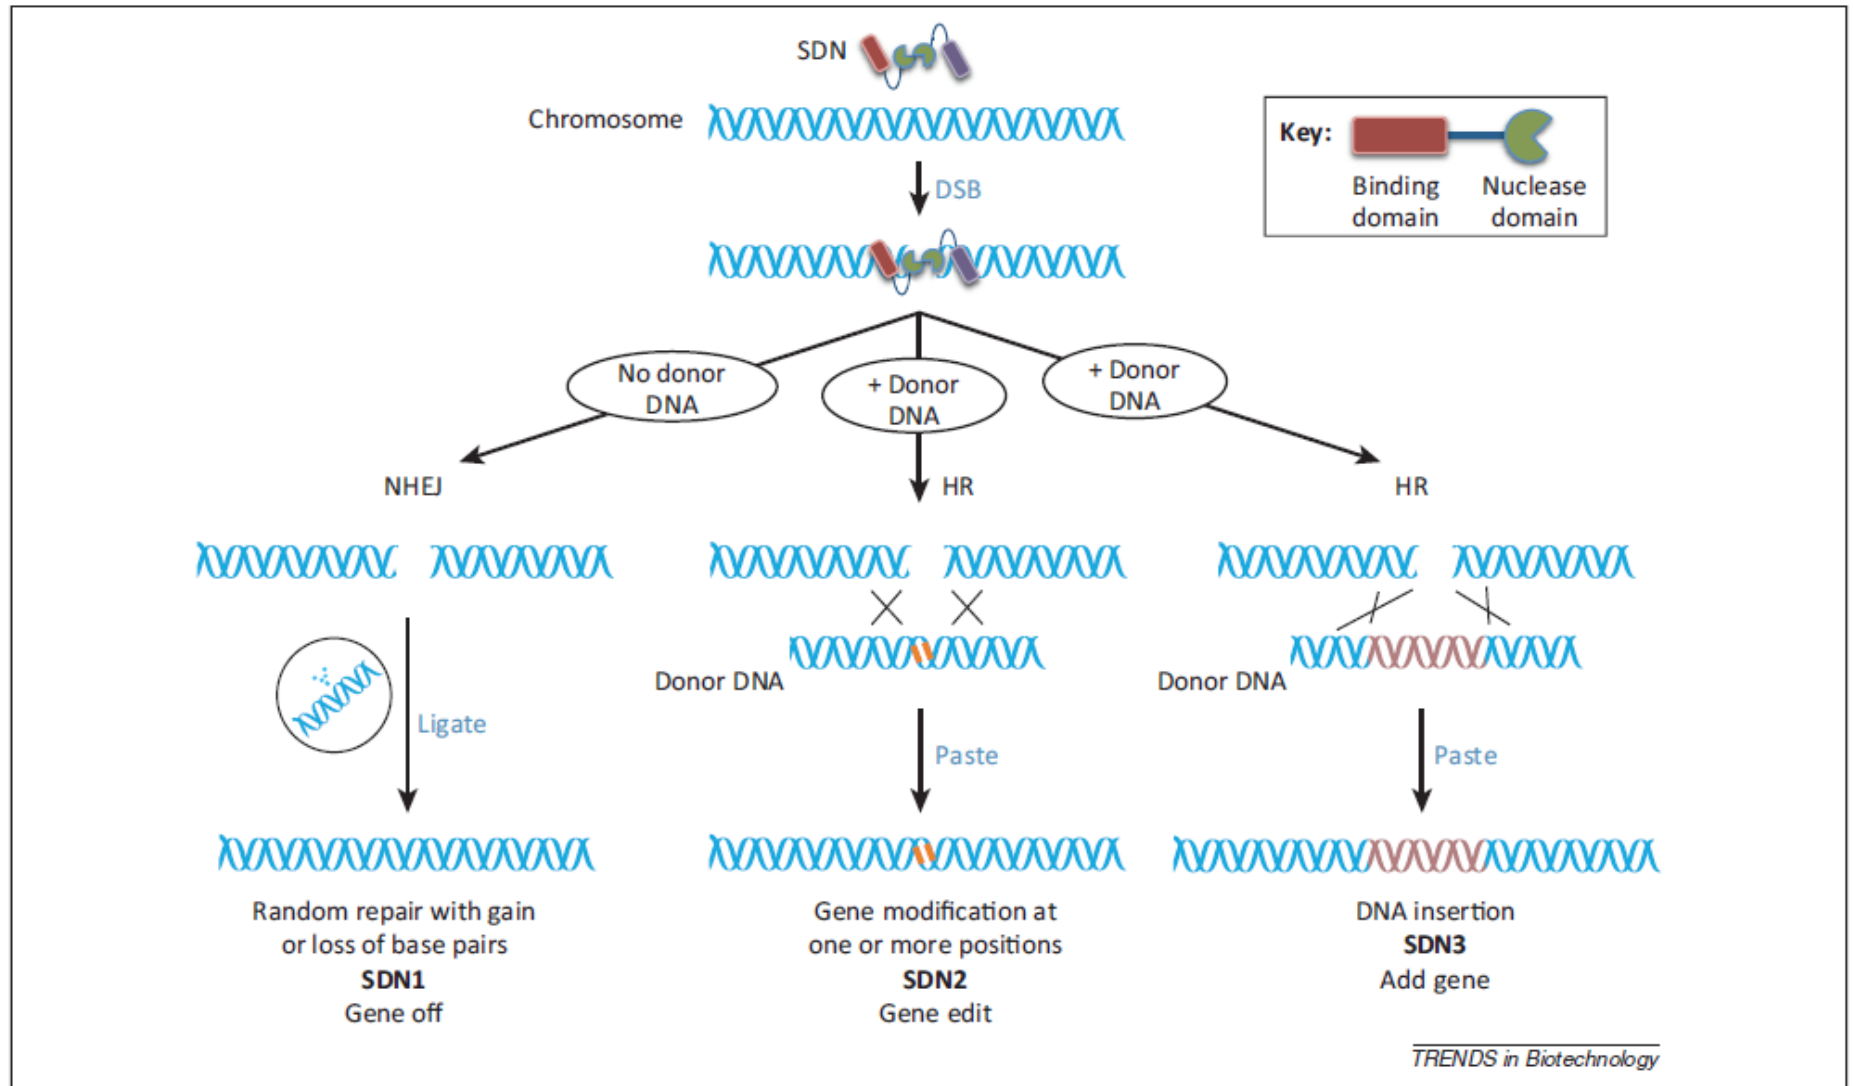 SDN
Chromosome
Key:
Binding
domain
Nuclease
domain
DSB
No donor
DNA
+ Donor
DNA
+ Donor
DNA
NHEJ
HR
HR
Donor DNA
Donor DNA
Ligate
Paste
Paste
Random repair with gain
or loss of base pairs
SDN1
Gene off
Gene modification at
one or more positions
SDN2
Gene edit
DNA insertion
SDN3
Add gene
TRENDS in Biotechnology